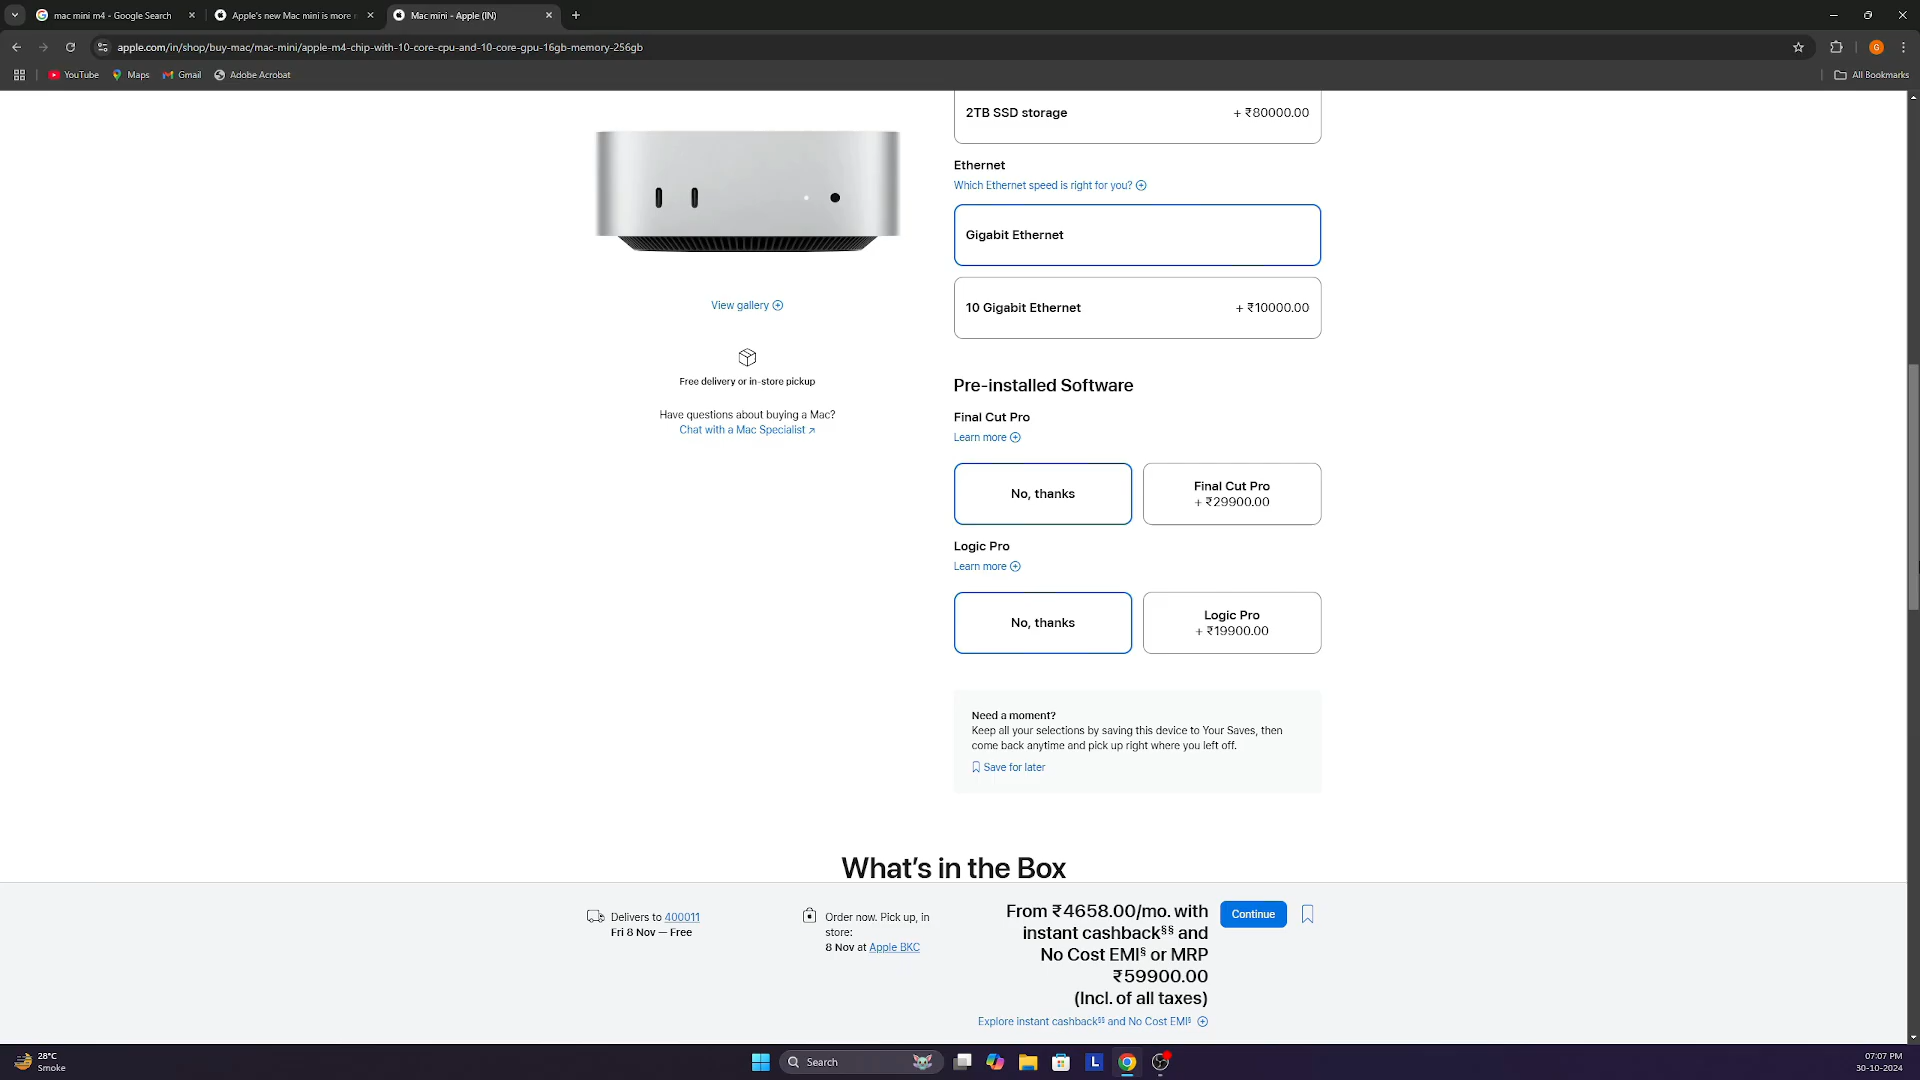 mac mini m4 - Google Search
Apple's new Mac mini is more
Mac mini - Apple (IN)
apple.com/in/shop/buy-mac/mac-mini/apple-m4-chip-with-10-core-cpu-and-10-core-gpu-16gb-memory-256gb
G
YouTube
Maps
Gmail
Adobe Acrobat
All Bookmarks
2TB SSD storage + ₹80000.00
Ethernet
Which Ethernet speed is right for you?
Gigabit Ethernet
10 Gigabit Ethernet + ₹10000.00
View gallery
Free delivery or in-store pickup
Have questions about buying a Mac?
Chat with a Mac Specialist ↗
Pre-installed Software
Final Cut Pro
Learn more
No, thanks
Final Cut Pro
+ ₹29900.00
Logic Pro
Learn more
No, thanks
Logic Pro
+ ₹19900.00
Need a moment?
Keep all your selections by saving this device to Your Saves, then
come back anytime and pick up right where you left off.
Save for later
What's in the Box
Delivers to 400011
Fri 8 Nov — Free
Order now. Pick up, in
store:
8 Nov at Apple BKC
From ₹4658.00/mo. with
instant cashback§§ and
No Cost EMI§ or MRP
₹59900.00
(Incl. of all taxes)
Continue
Explore instant cashback§§ and No Cost EMI§
28°C
Smoke
Search
L
07:07 PM
30-10-2024